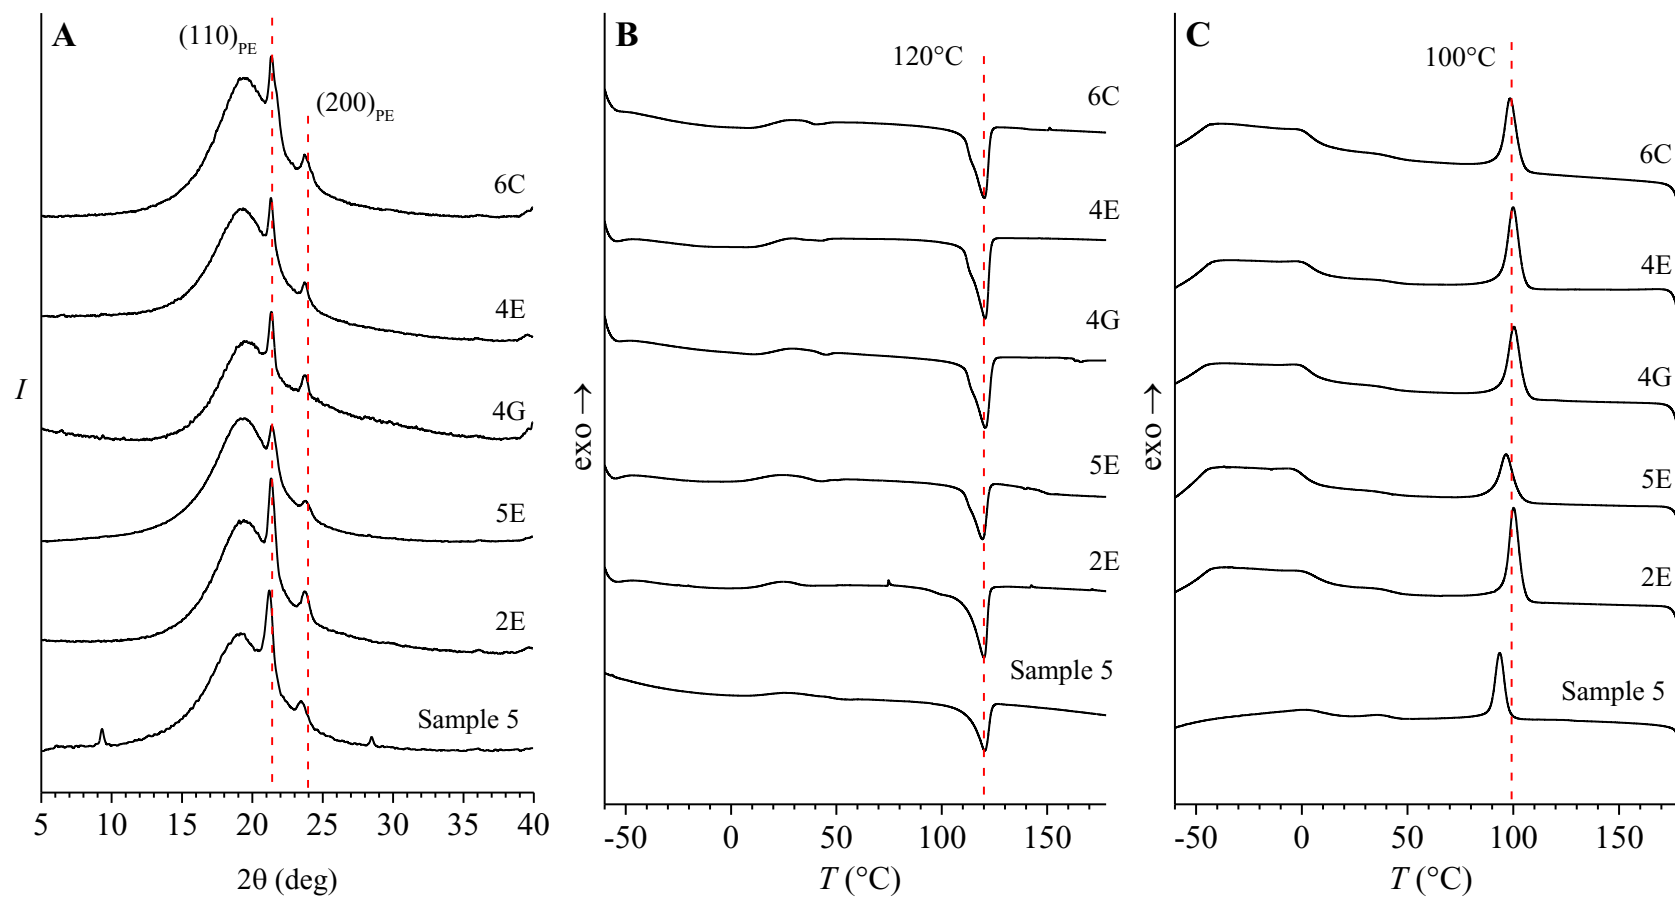 A
(110)PE
(200)PE
6C
4E
4G
5E
2E
Sample 5
I
5 10 15 20 25 30 35 40
2θ (deg)
B
120°C
6C
4E
4G
5E
2E
Sample 5
exo →
-50 0 50 100 150
T (°C)
C
100°C
6C
4E
4G
5E
2E
Sample 5
exo →
-50 0 50 100 150
T (°C)